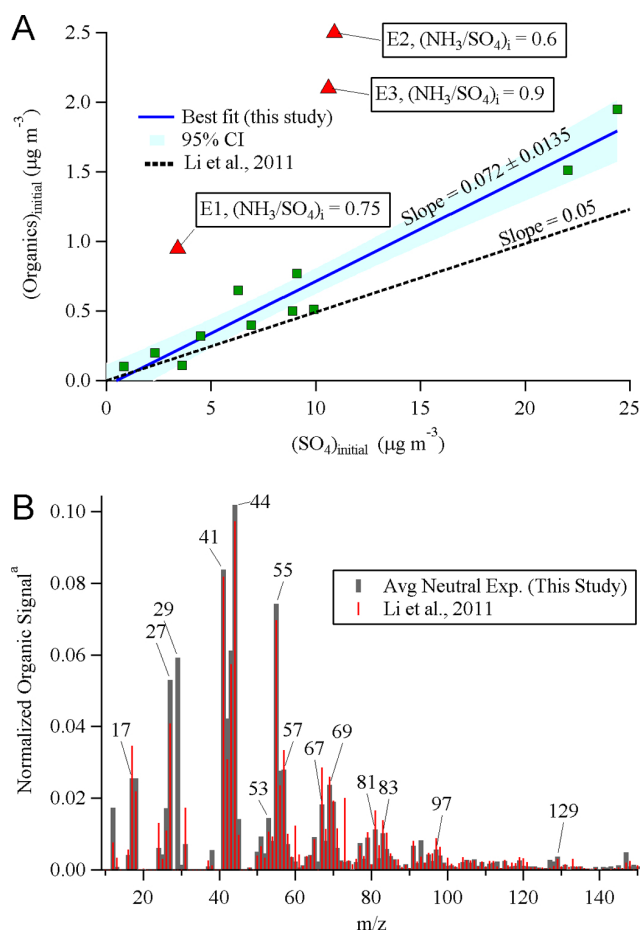 A
2.5
2.0
1.5
1.0
0.5
0.0
(Organics)initial (µg m-3)
E2, (NH3/SO4)i = 0.6
E3, (NH3/SO4)i = 0.9
Best fit (this study)
95% CI
Li et al., 2011
E1, (NH3/SO4)i = 0.75
Slope = 0.072 ± 0.0135
Slope = 0.05
0 5 10 15 20 25
(SO4)initial (µg m-3)
B
0.10
0.08
0.06
0.04
0.02
0.00
Normalized Organic Signala
44
41
55
29
27
17
57
53
67
69
81
83
97
129
Avg Neutral Exp. (This Study)
Li et al., 2011
20 40 60 80 100 120 140
m/z